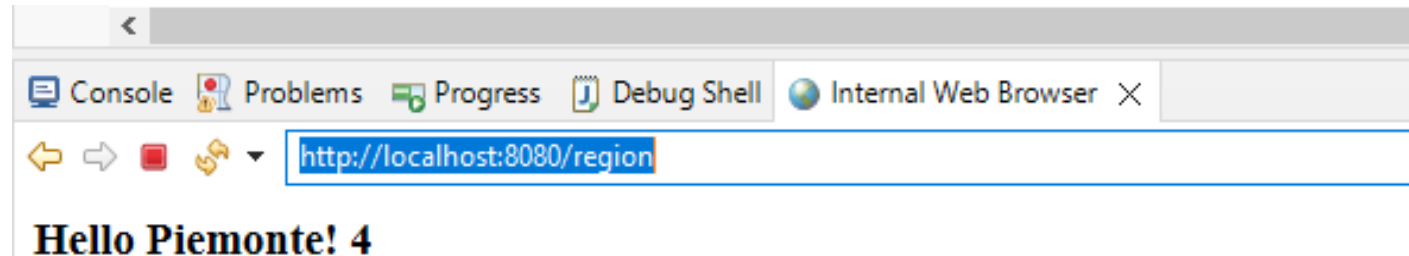 Console Problems Progress Debug Shell Internal Web Browser
http://localhost:8080/region
Hello Piemonte! 4